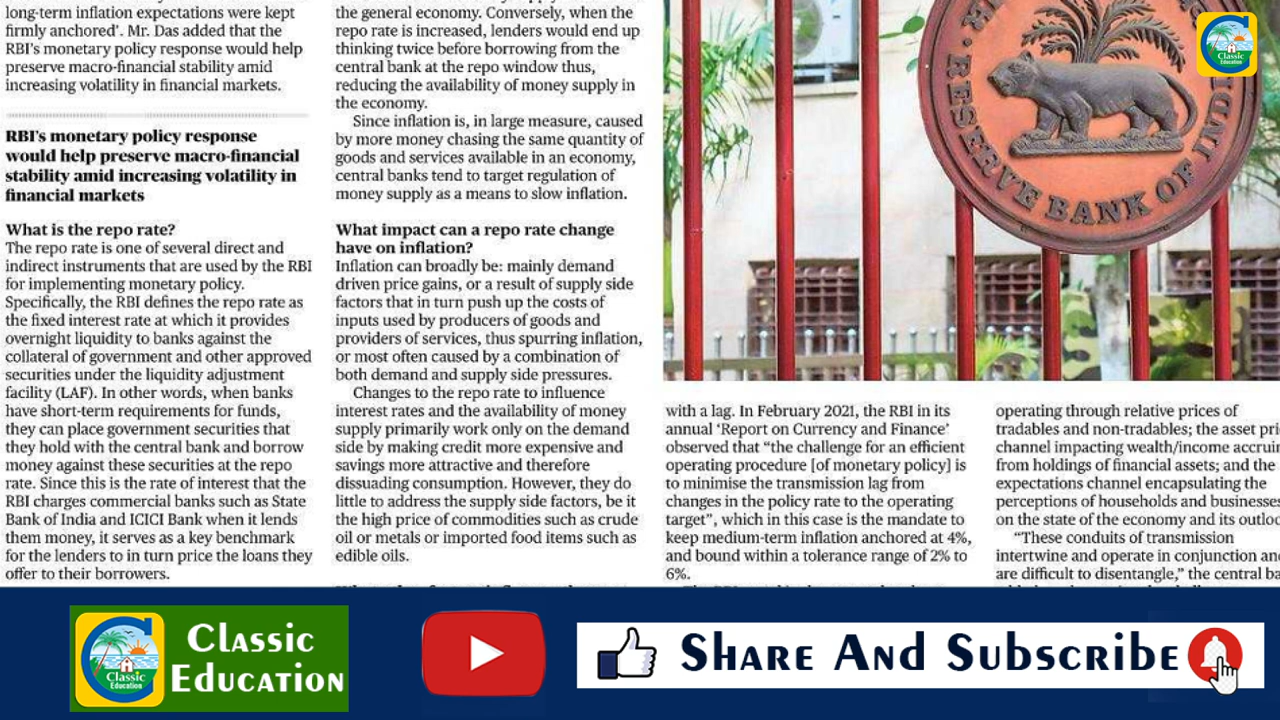 long-term inflation expectations were kept
firmly anchored'. Mr. Das added that the
RBI's monetary policy response would help
preserve macro-financial stability amid
increasing volatility in financial markets.
RBI's monetary policy response
would help preserve macro-financial
stability amid increasing volatility in
financial markets
What is the repo rate?
The repo rate is one of several direct and
indirect instruments that are used by the RBI
for implementing monetary policy.
Specifically, the RBI defines the repo rate as
the fixed interest rate at which it provides
overnight liquidity to banks against the
collateral of government and other approved
securities under the liquidity adjustment
facility (LAF). In other words, when banks
have short-term requirements for funds,
they can place government securities that
they hold with the central bank and borrow
money against these securities at the repo
rate. Since this is the rate of interest that the
RBI charges commercial banks such as State
Bank of India and ICICI Bank when it lends
them money, it serves as a key benchmark
for the lenders to in turn price the loans they
offer to their borrowers.
the general economy. Conversely, when the
repo rate is increased, lenders would end up
thinking twice before borrowing from the
central bank at the repo window thus,
reducing the availability of money supply in
the economy.
Since inflation is, in large measure, caused
by more money chasing the same quantity of
goods and services available in an economy,
central banks tend to target regulation of
money supply as a means to slow inflation.
What impact can a repo rate change
have on inflation?
Inflation can broadly be: mainly demand
driven price gains, or a result of supply side
factors that in turn push up the costs of
inputs used by producers of goods and
providers of services, thus spurring inflation,
or most often caused by a combination of
both demand and supply side pressures.
Changes to the repo rate to influence
interest rates and the availability of money
supply primarily work only on the demand
side by making credit more expensive and
savings more attractive and therefore
dissuading consumption. However, they do
little to address the supply side factors, be it
the high price of commodities such as crude
oil or metals or imported food items such as
edible oils.
RESERVE BANK OF INDI
Classic
Education
with a lag. In February 2021, the RBI in its
annual 'Report on Currency and Finance'
observed that "the challenge for an efficient
operating procedure [of monetary policy] is
to minimise the transmission lag from
changes in the policy rate to the operating
target", which in this case is the mandate to
keep medium-term inflation anchored at 4%,
and bound within a tolerance range of 2% to
6%.
operating through relative prices of
tradables and non-tradables; the asset pri
channel impacting wealth/income accruin
from holdings of financial assets; and the
expectations channel encapsulating the
perceptions of households and businesses
on the state of the economy and its outloo
"These conduits of transmission
intertwine and operate in conjunction and
are difficult to disentangle," the central ba
Classic
Education
Classic
Education
Share And Subscribe